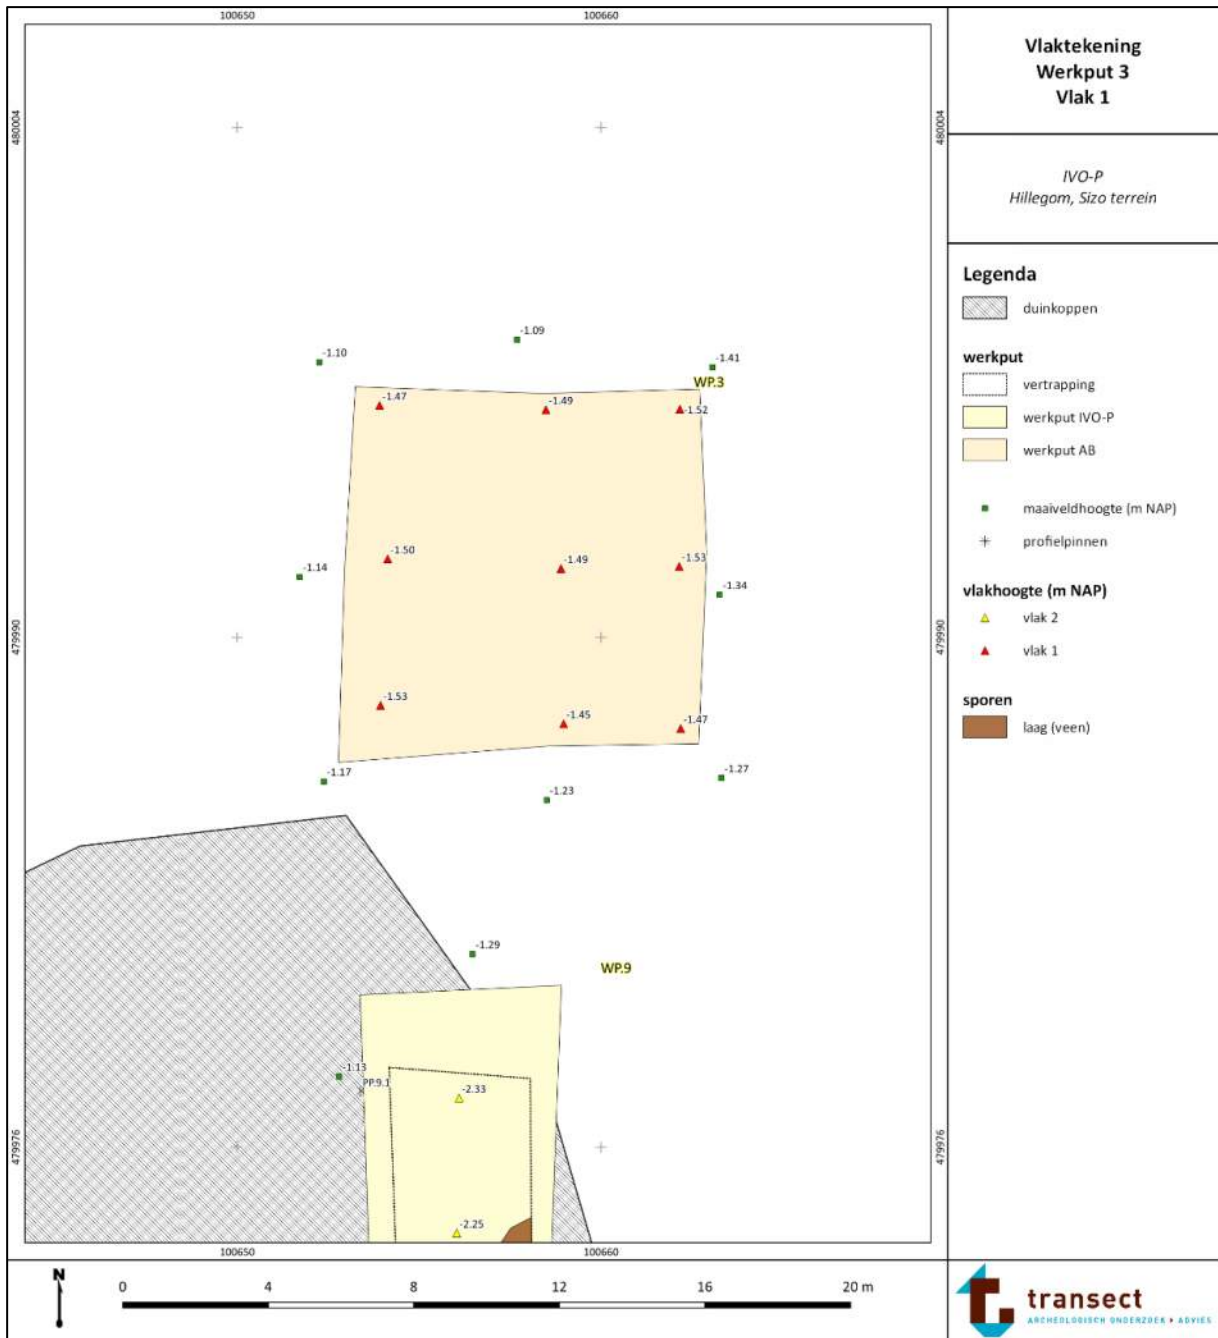 100650
100660
480004
480004
-1.09
-1.10
-1.41
WP.3
-1.47
-1.49
-1.52
-1.50
-1.49
-1.53
-1.14
-1.34
479990
479990
-1.53
-1.45
-1.47
-1.17
-1.23
-1.27
-1.29
WP.9
-1.13
PP.9.1
-2.33
479976
479976
-2.25
100650
100660
N
0
4
8
12
16
20 m
Vlaktekening
Werkput 3
Vlak 1
IVO-P
Hillegom, Sizo terrein
Legenda
duinkoppen
werkput
vertrapping
werkput IVO-P
werkput AB
maaiveldhoogte (m NAP)
profielpinnen
vlakhoogte (m NAP)
vlak 2
vlak 1
sporen
laag (veen)
transect
ARCHEOLOGISCH ONDERZOEK ▸ ADVIES